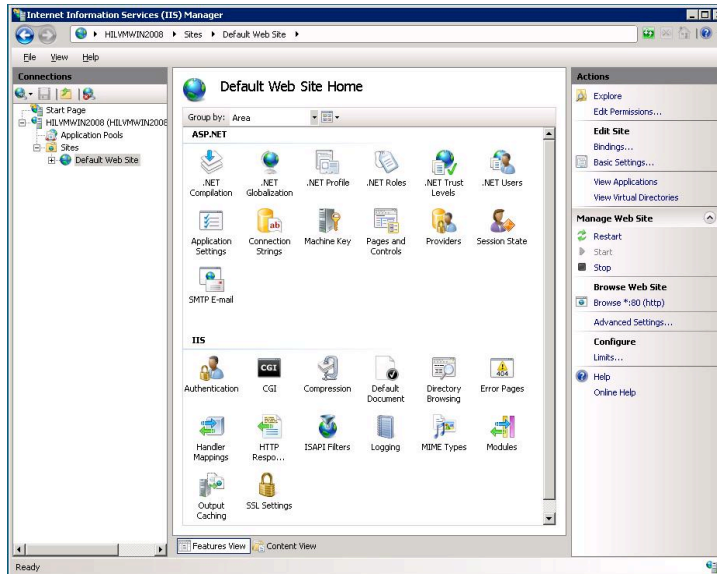 Internet Information Services (IIS) Manager
HILVMWIN2008 Sites Default Web Site
File View Help
Connections
Start Page
HILVMWIN2008 (HILVMWIN2008
Application Pools
Sites
Default Web Site
Default Web Site Home
Group by: Area
ASP.NET
.NET Compilation
.NET Globalization
.NET Profile
.NET Roles
.NET Trust Levels
.NET Users
Application Settings
Connection Strings
Machine Key
Pages and Controls
Providers
Session State
SMTP E-mail
IIS
Authentication
CGI
Compression
Default Document
Directory Browsing
Error Pages
Handler Mappings
HTTP Respo...
ISAPI Filters
Logging
MIME Types
Modules
Output Caching
SSL Settings
Features View Content View
Actions
Explore
Edit Permissions...
Edit Site
Bindings...
Basic Settings...
View Applications
View Virtual Directories
Manage Web Site
Restart
Start
Stop
Browse Web Site
Browse *:80 (http)
Advanced Settings...
Configure
Limits...
Help
Online Help
Ready